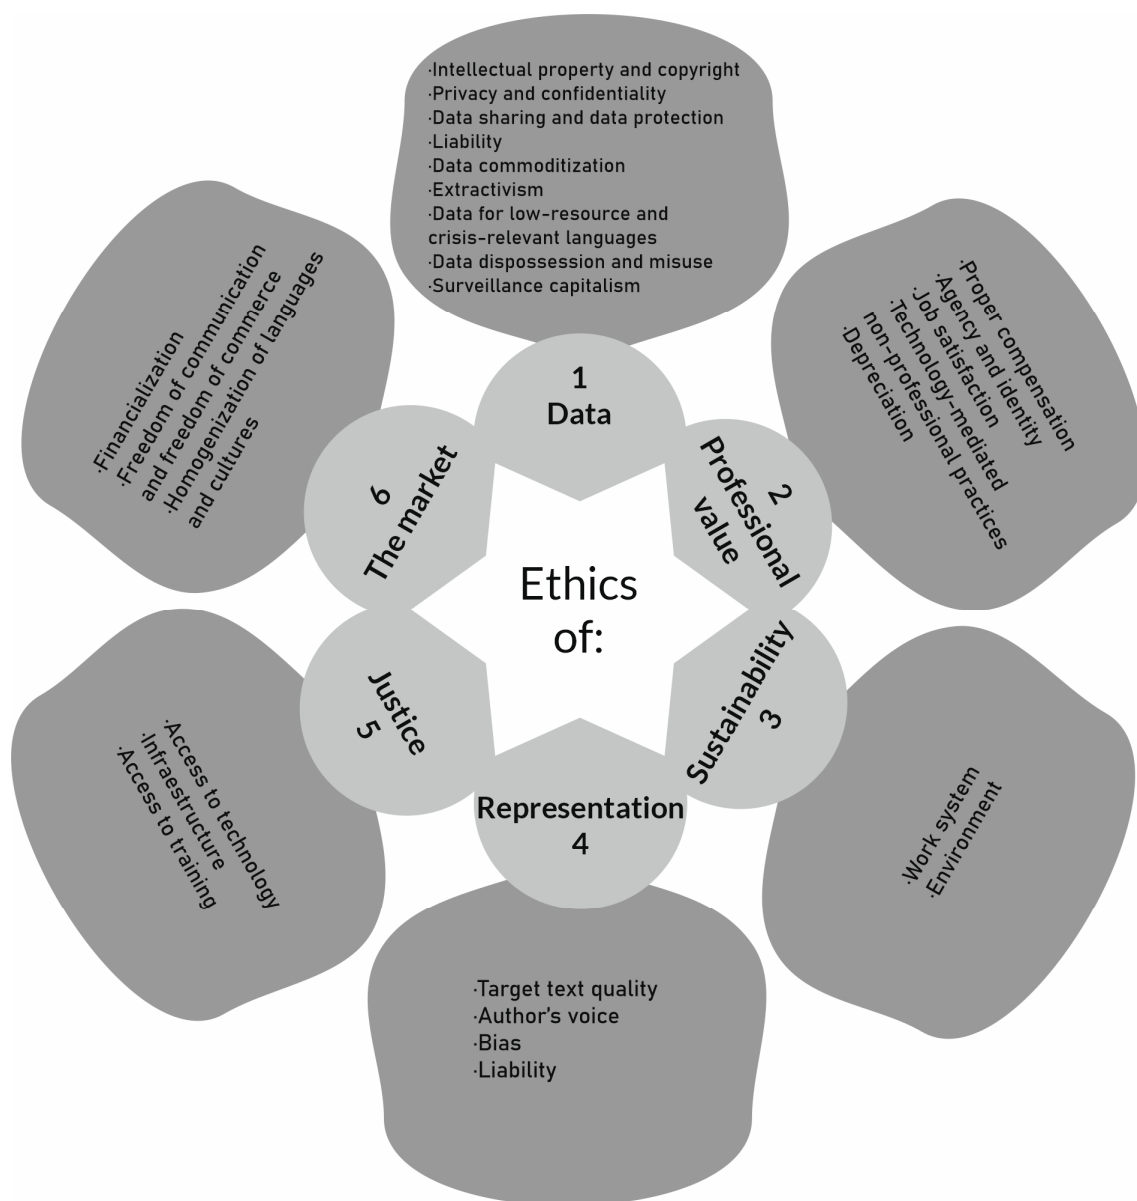 Ethics
of:
1
Data
·Intellectual property and copyright
·Privacy and confidentiality
·Data sharing and data protection
·Liability
·Data commoditization
·Extractivism
·Data for low-resource and
crisis-relevant languages
·Data dispossession and misuse
·Surveillance capitalism
2
Professional
value
·Proper compensation
·Agency and identity
·Job satisfaction
·Technology-mediated
non-professional practices
·Depreciation
Sustainability
3
·Work system
·Environment
Representation
4
·Target text quality
·Author's voice
·Bias
·Liability
Justice
5
·Access to technology
·Infraestructure
·Access to training
6
The market
·Financialization
·Freedom of communication
and freedom of commerce
·Homogenization of languages
and cultures